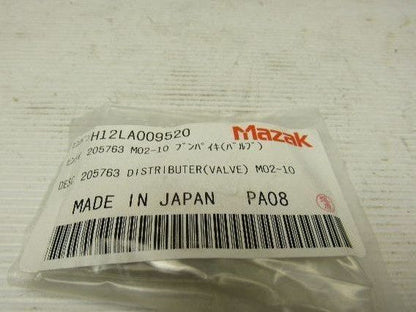 H12LA009520
Mazak
205763 M02-10 ブンパイキ(バルブ)
DESC 205763 DISTRIBUTER(VALVE) M02-10
MADE IN JAPAN PA08